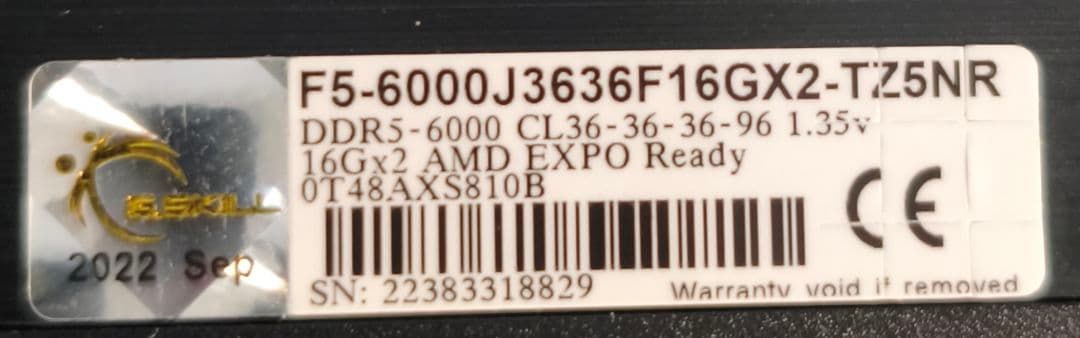 G.SKILL
2022 Sep
F5-6000J3636F16GX2-TZ5NR
DDR5-6000 CL36-36-36-96 1.35v
16Gx2 AMD EXPO Ready
0T48AXS810B
CE
SN: 22383318829
Warranty void if removed